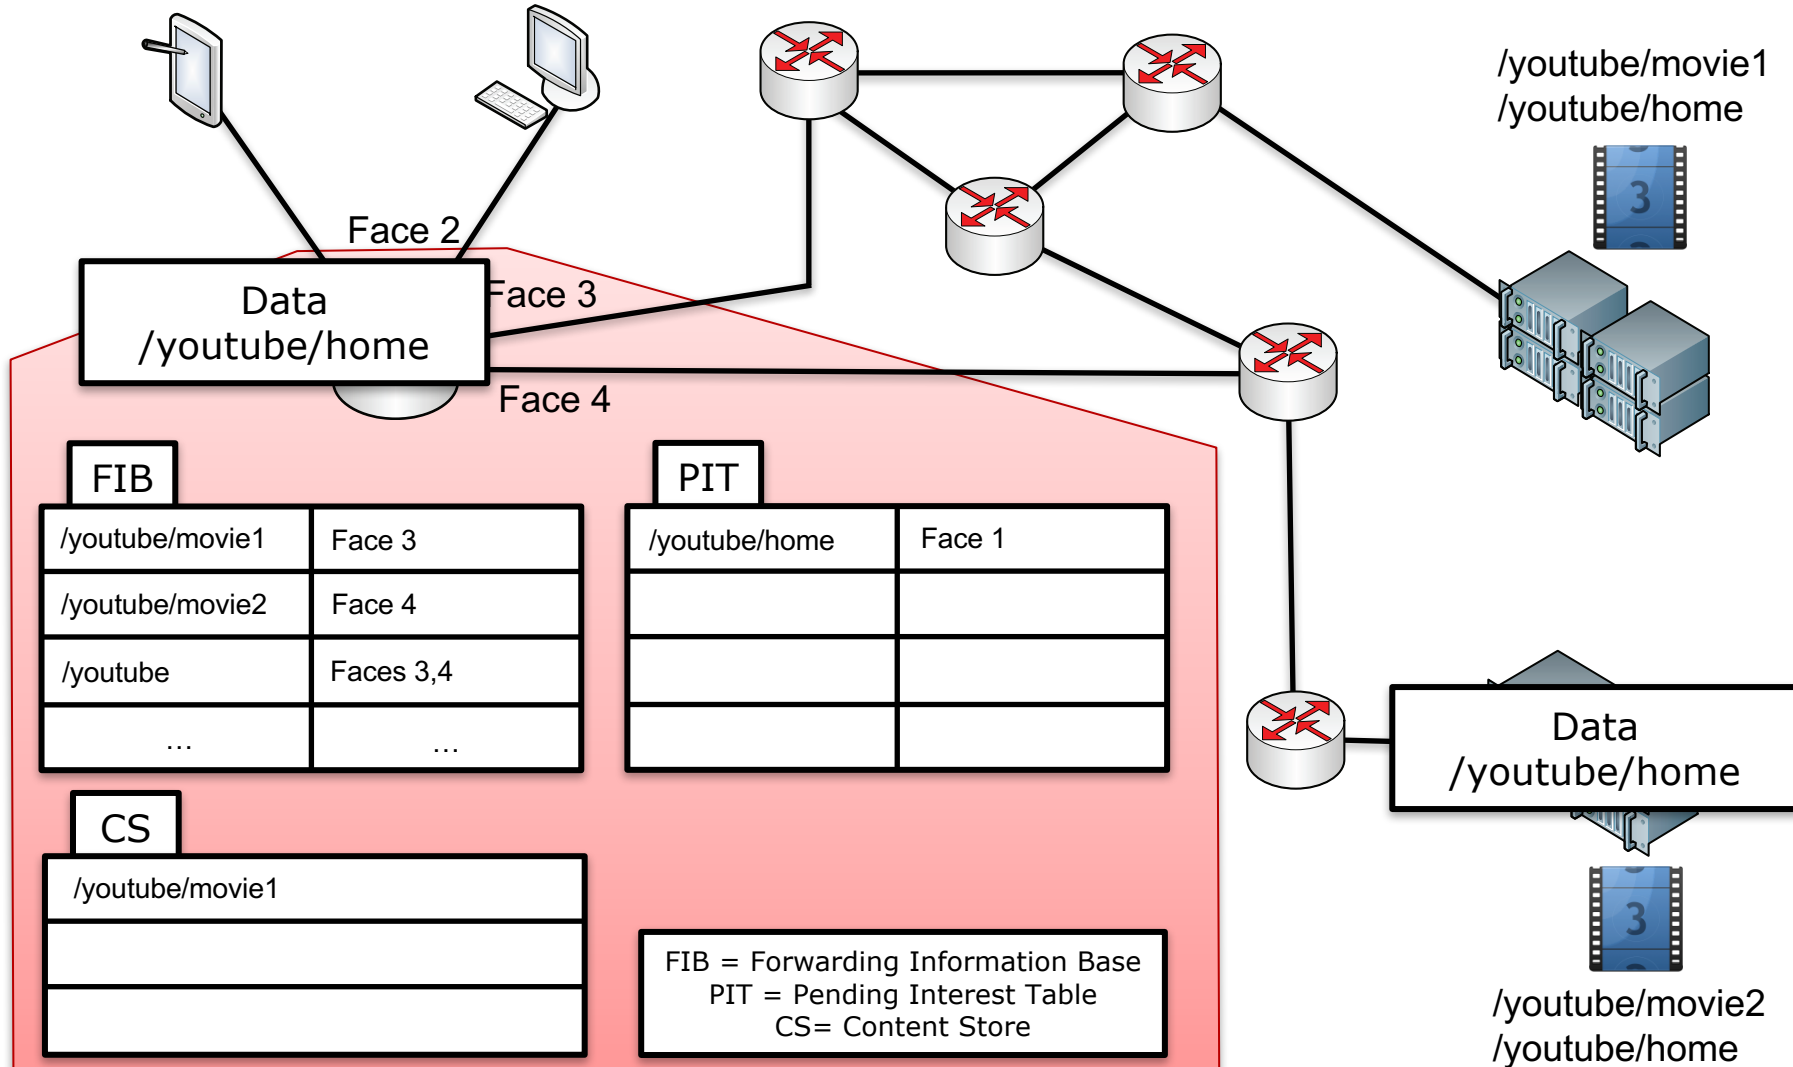 /youtube/movie1
/youtube/home
3
Face 2
Data
/youtube/home
Face 3
Face 4
FIB
/youtube/movie1 Face 3
/youtube/movie2 Face 4
/youtube Faces 3,4
… …
PIT
/youtube/home Face 1
CS
/youtube/movie1
FIB = Forwarding Information Base
PIT = Pending Interest Table
CS= Content Store
Data
/youtube/home
3
/youtube/movie2
/youtube/home